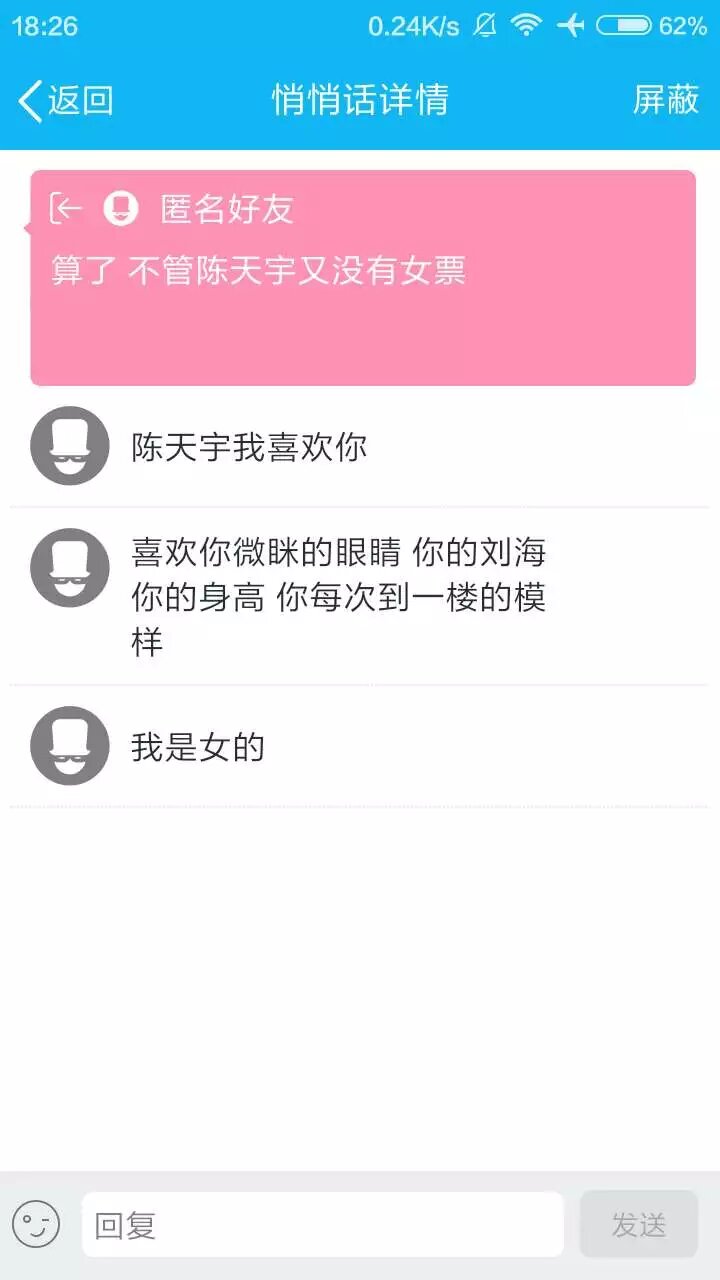 18:26 0.24K/s 62%
返回 悄悄话详情 屏蔽
匿名好友
算了 不管陈天宇又没有女票
陈天宇我喜欢你
喜欢你微眯的眼睛 你的刘海
你的身高 你每次到一楼的模
样
我是女的
回复 发送